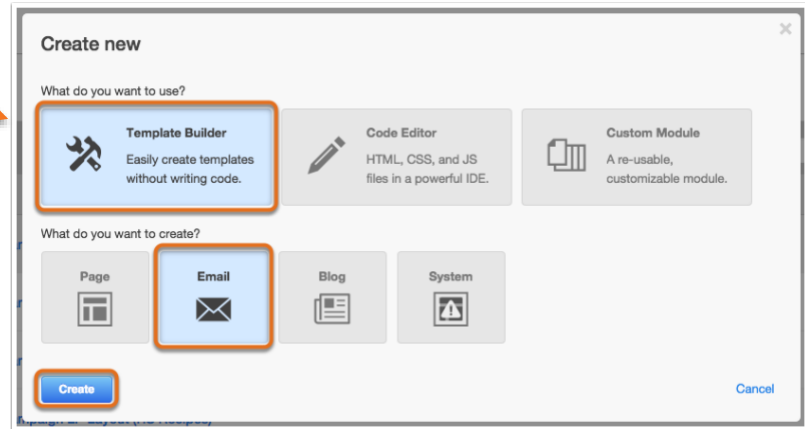 Create new
What do you want to use?
Template Builder
Easily create templates
without writing code.
Code Editor
HTML, CSS, and JS
files in a powerful IDE.
Custom Module
A re-usable,
customizable module.
What do you want to create?
Page
Email
Blog
System
Create
Cancel